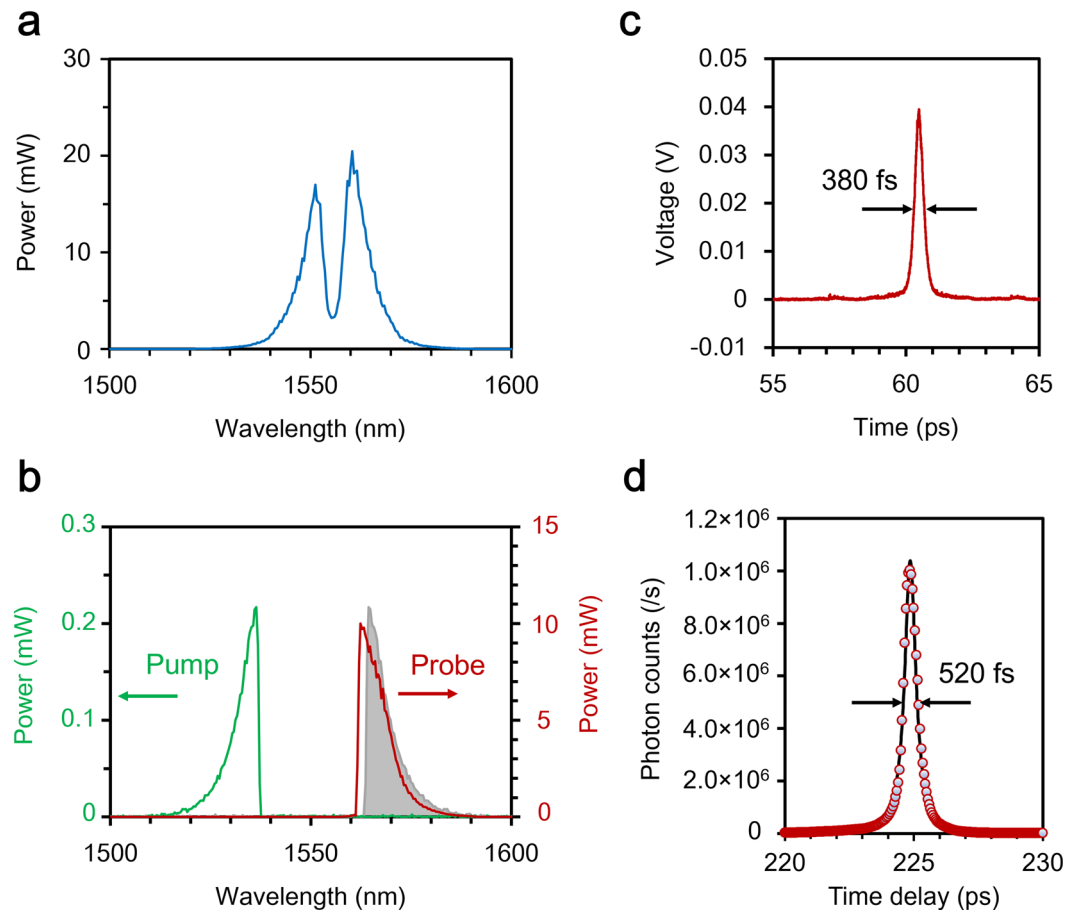 a
30
20
10
0
Power (mW)
1500
1550
1600
Wavelength (nm)
c
0.05
0.04
0.03
0.02
0.01
0
-0.01
Voltage (V)
380 fs
55
60
65
Time (ps)
b
0.3
0.2
0.1
0
Power (mW)
Pump
Probe
15
10
5
0
Power (mW)
1500
1550
1600
Wavelength (nm)
d
1.2×10⁶
1.0×10⁶
8.0×10⁶
6.0×10⁶
4.0×10⁶
2.0×10⁶
0
Photon counts (/s)
520 fs
220
225
230
Time delay (ps)